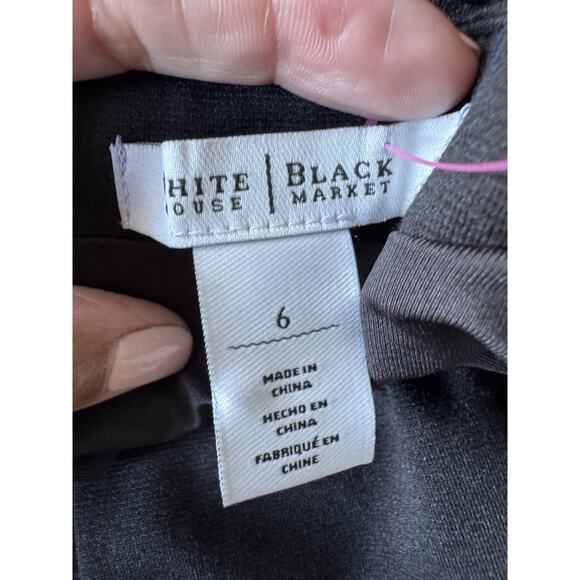 HITE | BLACK
OUSE | MARKET
6
MADE IN
CHINA
HECHO EN
CHINA
FABRIQUÉ EN
CHINE